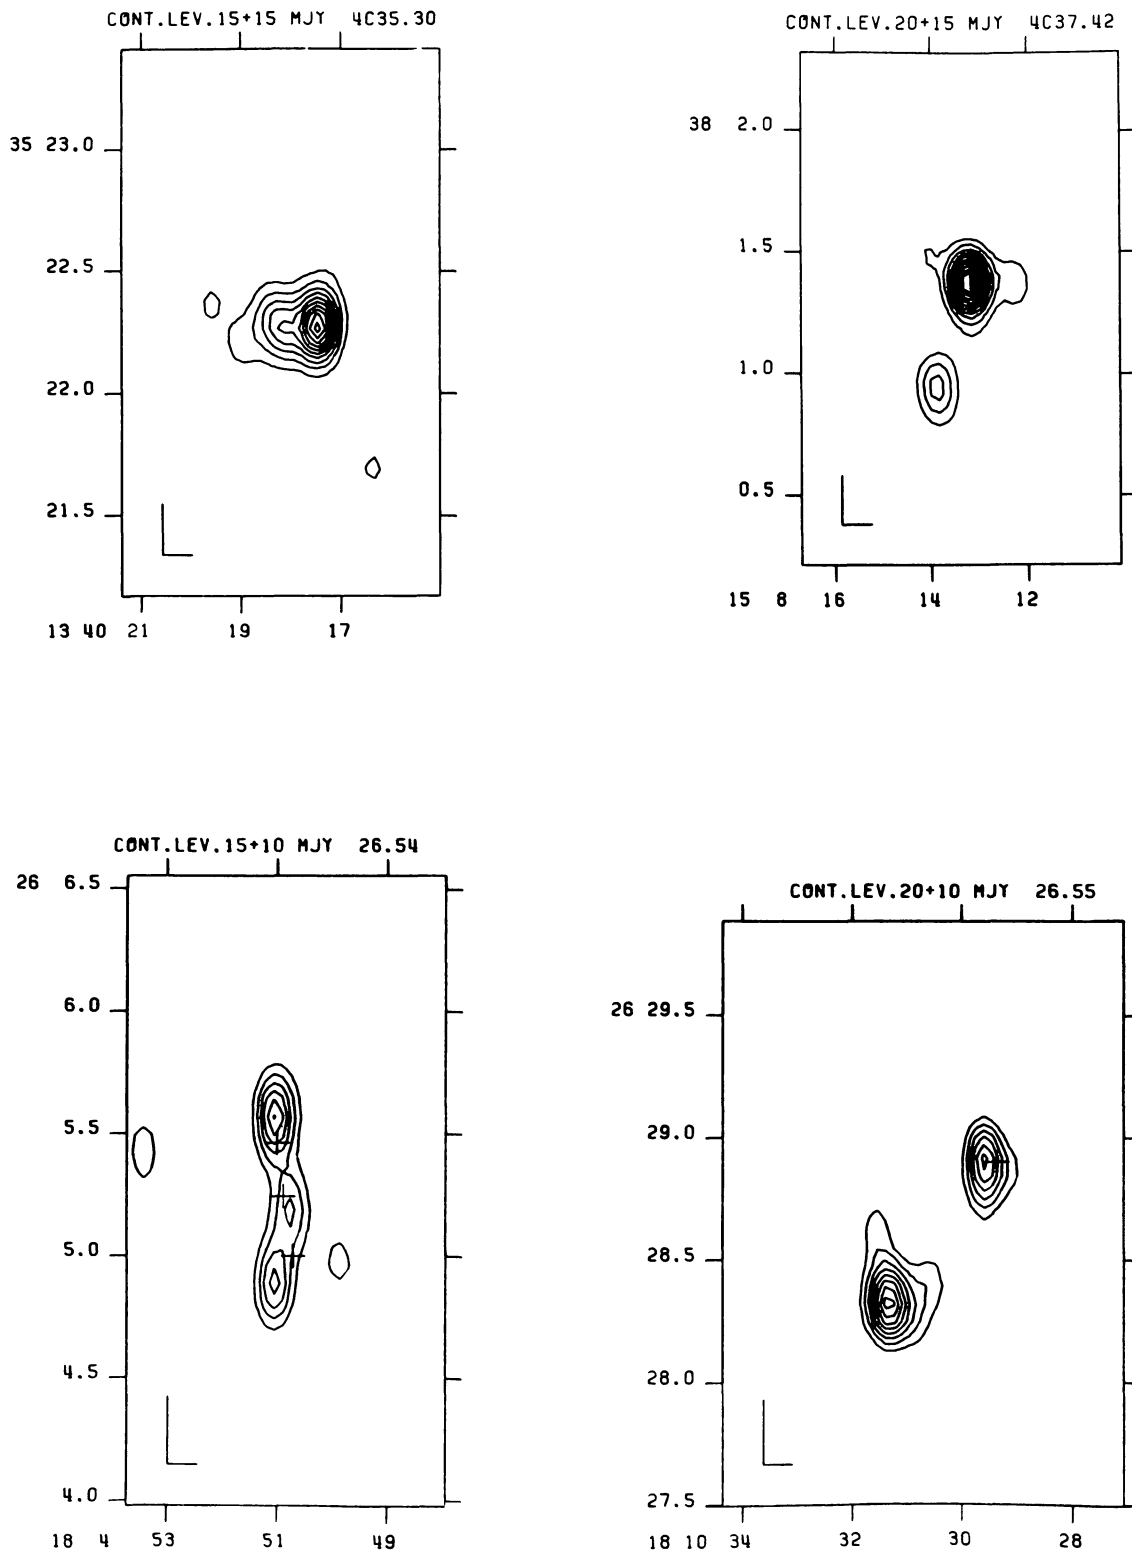 CONT.LEV.15+15 MJY 4C35.30
35 23.0
22.5
22.0
21.5
13 40 21 19 17
CONT.LEV.20+15 MJY 4C37.42
38 2.0
1.5
1.0
0.5
15 8 16 14 12
CONT.LEV.15+10 MJY 26.54
26 6.5
6.0
5.5
5.0
4.5
4.0
18 4 53 51 49
CONT.LEV.20+10 MJY 26.55
26 29.5
29.0
28.5
28.0
27.5
18 10 34 32 30 28